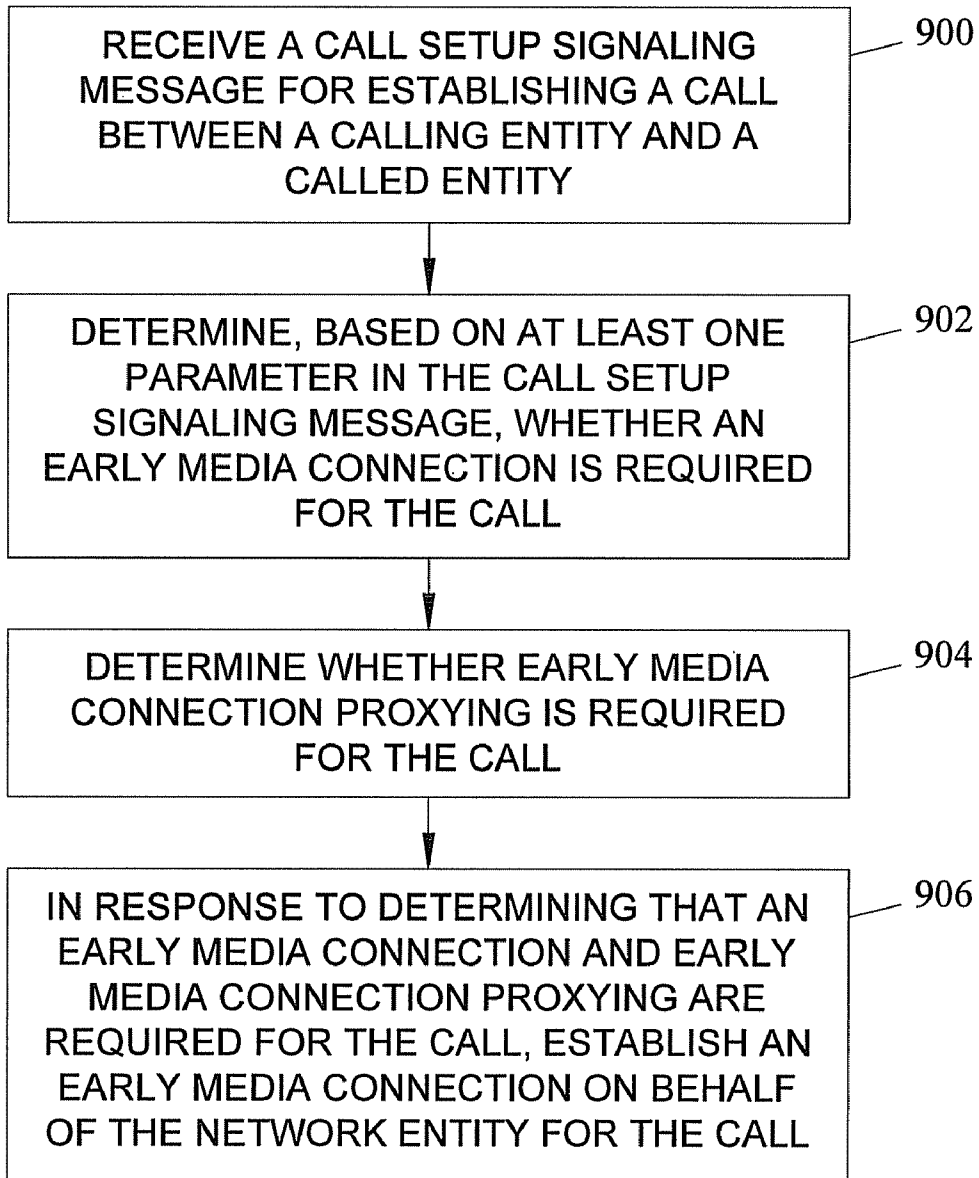 RECEIVE A CALL SETUP SIGNALING
MESSAGE FOR ESTABLISHING A CALL
BETWEEN A CALLING ENTITY AND A
CALLED ENTITY
900
DETERMINE, BASED ON AT LEAST ONE
PARAMETER IN THE CALL SETUP
SIGNALING MESSAGE, WHETHER AN
EARLY MEDIA CONNECTION IS REQUIRED
FOR THE CALL
902
DETERMINE WHETHER EARLY MEDIA
CONNECTION PROXYING IS REQUIRED
FOR THE CALL
904
IN RESPONSE TO DETERMINING THAT AN
EARLY MEDIA CONNECTION AND EARLY
MEDIA CONNECTION PROXYING ARE
REQUIRED FOR THE CALL, ESTABLISH AN
EARLY MEDIA CONNECTION ON BEHALF
OF THE NETWORK ENTITY FOR THE CALL
906